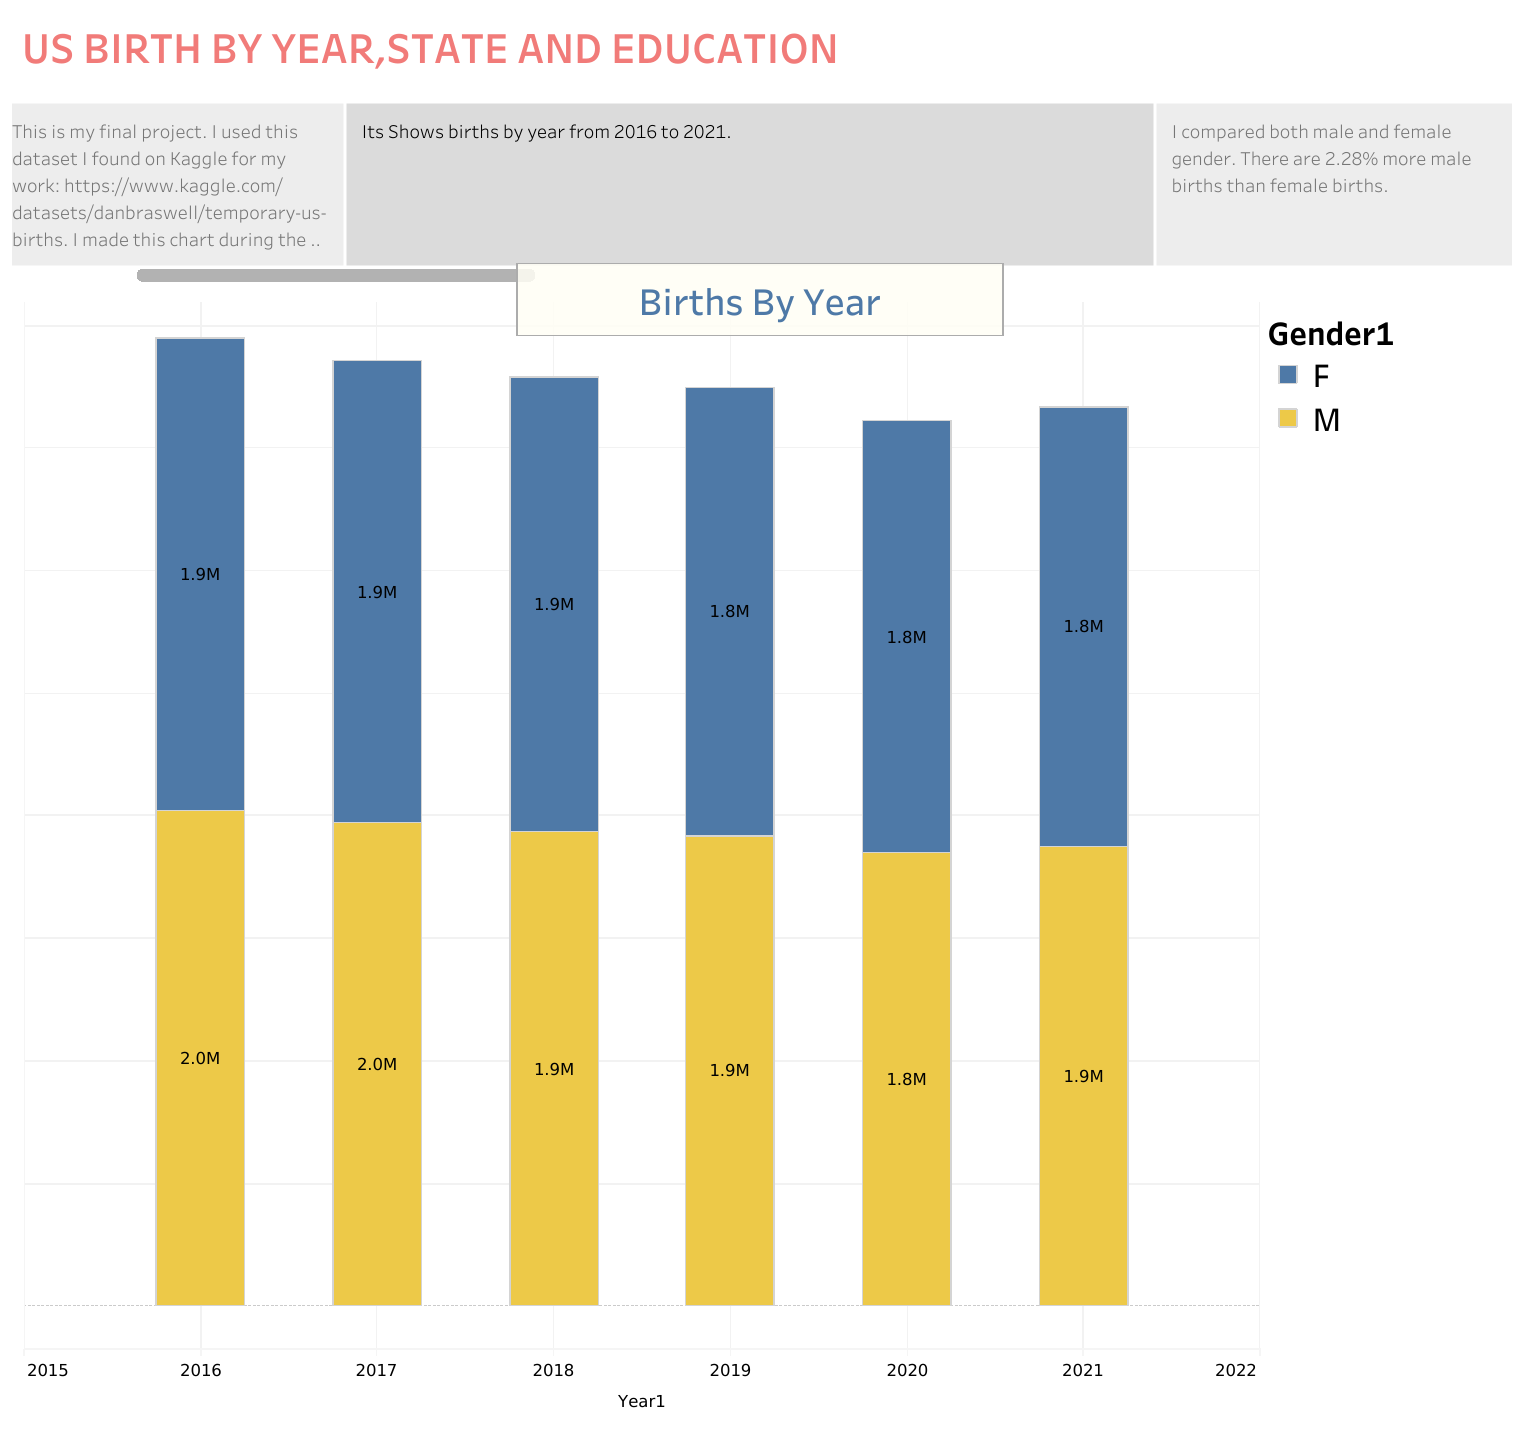 US BIRTH BY YEAR,STATE AND EDUCATION
This is my final project. I used this
dataset I found on Kaggle for my
work: https://www.kaggle.com/
datasets/danbraswell/temporary-us-
births. I made this chart during the ..
Its Shows births by year from 2016 to 2021.
I compared both male and female
gender. There are 2.28% more male
births than female births.
Births By Year
Gender1
F
M
1.9M
1.9M
1.9M
1.8M
1.8M
1.8M
2.0M
2.0M
1.9M
1.9M
1.8M
1.9M
2015
2016
2017
2018
2019
2020
2021
2022
Year1